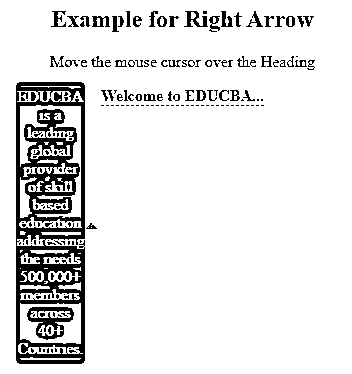 Example for Right Arrow
Move the mouse cursor over the Heading
EDUCBA
is a
leading
global
provider
of skill
based
education
addressing
the needs
500,000+
members
across
40+
Countries.
Welcome to EDUCBA...